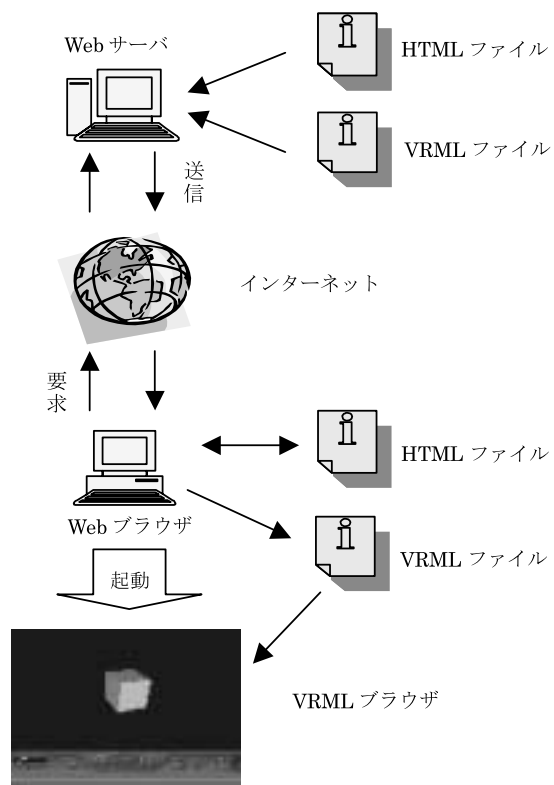 Web サーバ
HTML ファイル
VRML ファイル
送信
インターネット
要求
HTML ファイル
Web ブラウザ
VRML ファイル
起動
VRML ブラウザ